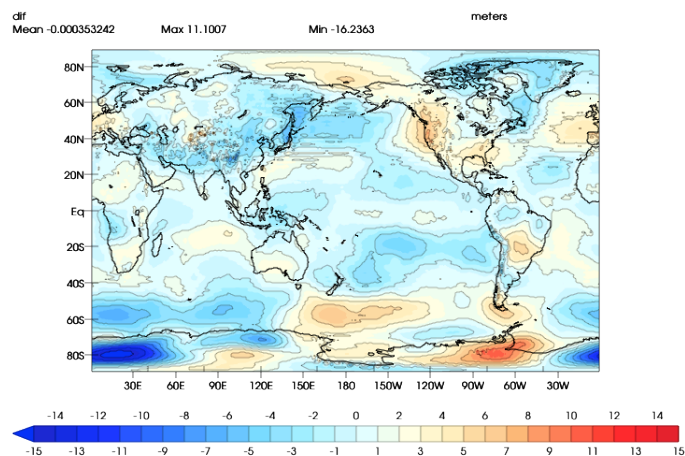 dif meters
Mean -0.000353242 Max 11.1007 Min -16.2363
80N
60N
40N
20N
Eq
20S
40S
60S
80S
30E 60E 90E 120E 150E 180 150W 120W 90W 60W 30W
-14 -12 -10 -8 -6 -4 -2 0 2 4 6 8 10 12 14
-15 -13 -11 -9 -7 -5 -3 -1 1 3 5 7 9 11 13 15